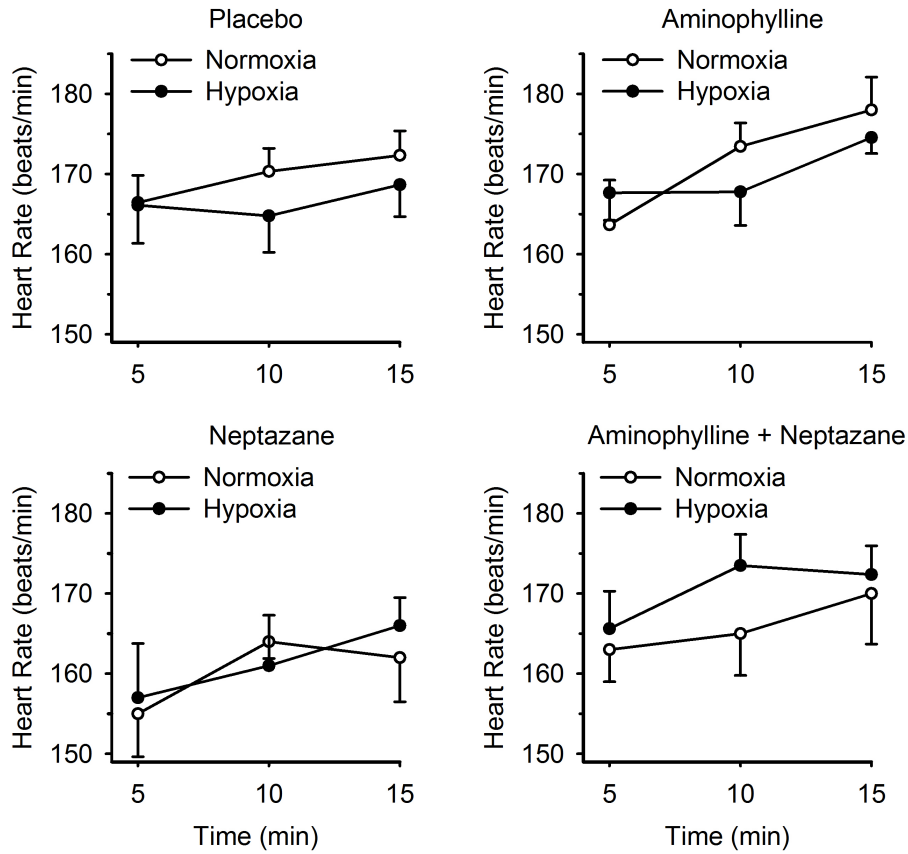 Placebo
Normoxia
Hypoxia
Heart Rate (beats/min)
180
170
160
150
5 10 15
Aminophylline
Normoxia
Hypoxia
Heart Rate (beats/min)
180
170
160
150
5 10 15
Neptazane
Normoxia
Hypoxia
Heart Rate (beats/min)
180
170
160
150
5 10 15
Time (min)
Aminophylline + Neptazane
Normoxia
Hypoxia
Heart Rate (beats/min)
180
170
160
150
5 10 15
Time (min)